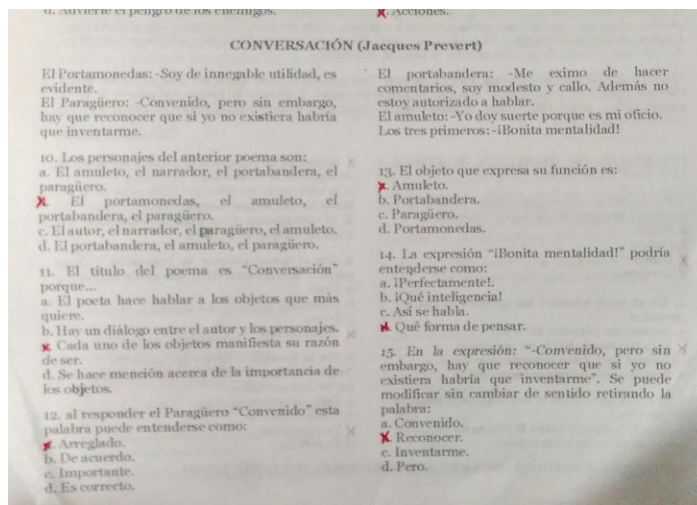 d. Advierte el peligro de los enemigos.
Acciones.
CONVERSACIÓN (Jacques Prevert)
El Portamonedas: -Soy de innegable utilidad, es
evidente.
El Paragüero: -Convenido, pero sin embargo,
hay que reconocer que si yo no existiera habría
que inventarme.
10. Los personajes del anterior poema son:
a. El amuleto, el narrador, el portabandera, el
paragüero.
El portamonedas, el amuleto, el
portabandera, el paragüero.
c. El autor, el narrador, el paragüero, el amuleto.
d. El portabandera, el amuleto, el paragüero.
11. El titulo del poema es "Conversación"
porque...
a. El poeta hace hablar a los objetos que más
quiere.
b. Hay un diálogo entre el autor y los personajes.
Cada uno de los objetos manifiesta su razón
de ser.
d. Se hace mención acerca de la importancia de
los objetos.
12. al responder el Paragüero "Convenido" esta
palabra puede entenderse como:
Arreglado.
b. De acuerdo.
c. Importante.
d. Es correcto.
El portabandera: -Me eximo de hacer
comentarios, soy modesto y callo. Además no
estoy autorizado a hablar.
El amuleto: -Yo doy suerte porque es mi oficio.
Los tres primeros: -¡Bonita mentalidad!
13. El objeto que expresa su función es:
Amuleto.
b. Portabandera.
c. Paragüero.
d. Portamonedas.
14. La expresión "¡Bonita mentalidad!" podría
entenderse como:
a. ¡Perfectamente!.
b. ¡Qué inteligencia!
c. Así se habla.
Qué forma de pensar.
15. En la expresión: "-Convenido, pero sin
embargo, hay que reconocer que si yo no
existiera habría que inventarme". Se puede
modificar sin cambiar de sentido retirando la
palabra:
a. Convenido.
Reconocer.
c. Inventarme.
d. Pero.